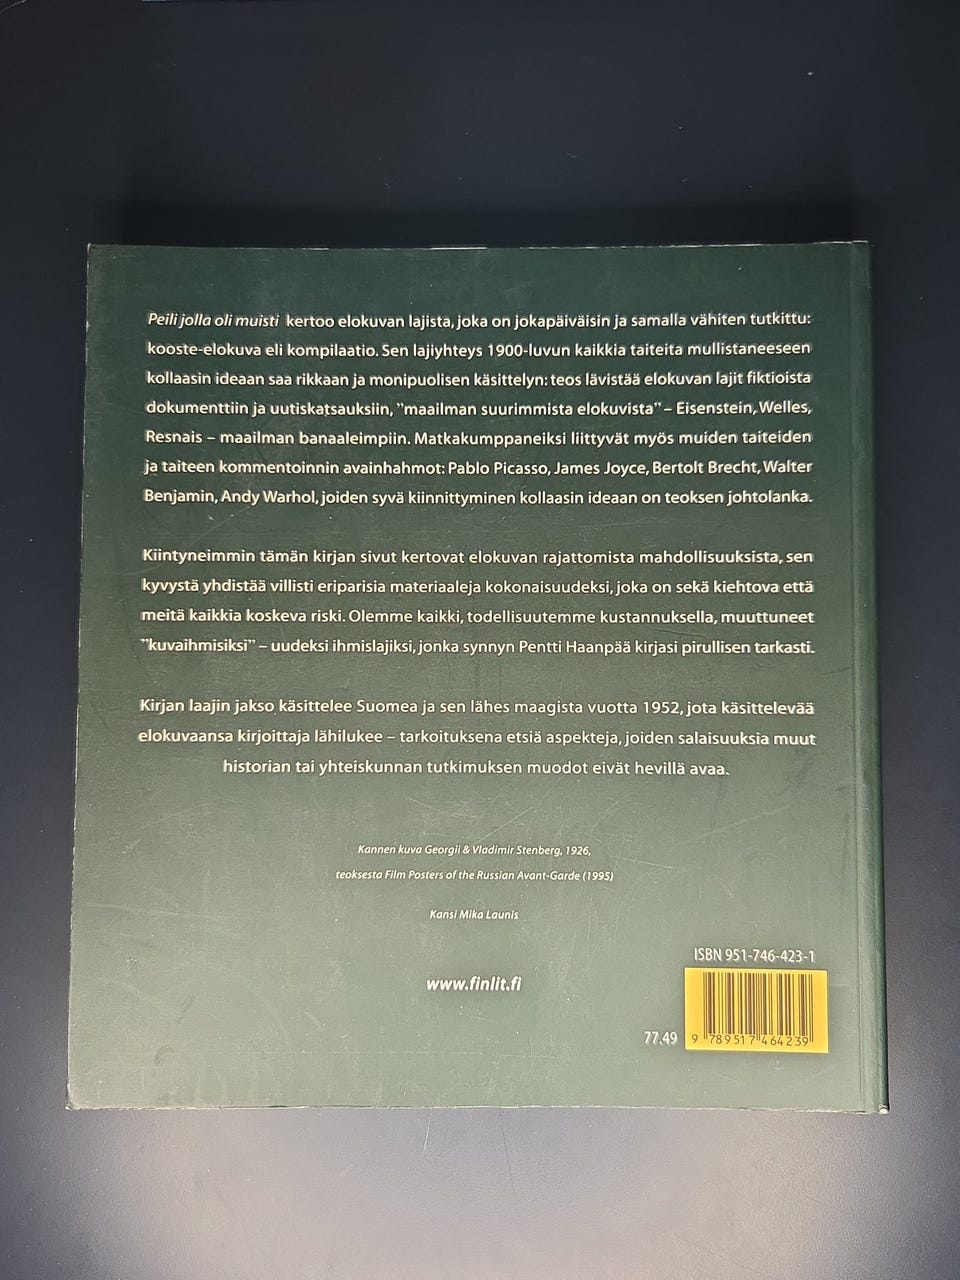 Peili jolla oli muisti kertoo elokuvan lajista, joka on jokapäiväisin ja samalla vähiten tutkittu:
kooste-elokuva eli kompilaatio. Sen lajiyhteys 1900-luvun kaikkia taiteita mullistaneeseen
kollaasin ideaan saa rikkaan ja monipuolisen käsittelyn: teos lävistää elokuvan lajit fiktioista
dokumenttiin ja uutiskatsauksiin, ”maailman suurimmista elokuvista” – Eisenstein, Welles,
Resnais – maailman banaaleimpiin. Matkakumppaneiksi liittyvät myös muiden taiteiden
ja taiteen kommentoinnin avainhahmot: Pablo Picasso, James Joyce, Bertolt Brecht, Walter
Benjamin, Andy Warhol, joiden syvä kiinnittyminen kollaasin ideaan on teoksen johtolanka.
Kiintyneimmin tämän kirjan sivut kertovat elokuvan rajattomista mahdollisuuksista, sen
kyvystä yhdistää villisti eriparisia materiaaleja kokonaisuudeksi, joka on sekä kiehtova että
meitä kaikkia koskeva riski. Olemme kaikki, todellisuutemme kustannuksella, muuttuneet
”kuvaihmisiksi” – uudeksi ihmislajiksi, jonka synnyn Pentti Haanpää kirjasi pirullisen tarkasti.
Kirjan laajin jakso käsittelee Suomea ja sen lähes maagista vuotta 1952, jota käsittelevää
elokuvaansa kirjoittaja lähilukee – tarkoituksena etsiä aspekteja, joiden salaisuuksia muut
historian tai yhteiskunnan tutkimuksen muodot eivät hevillä avaa.
Kannen kuva Georgii & Vladimir Stenberg, 1926,
teoksesta Film Posters of the Russian Avant-Garde (1995)
Kansi Mika Launis
www.finlit.fi
ISBN 951-746-423-1
77.49
9 789517 464239